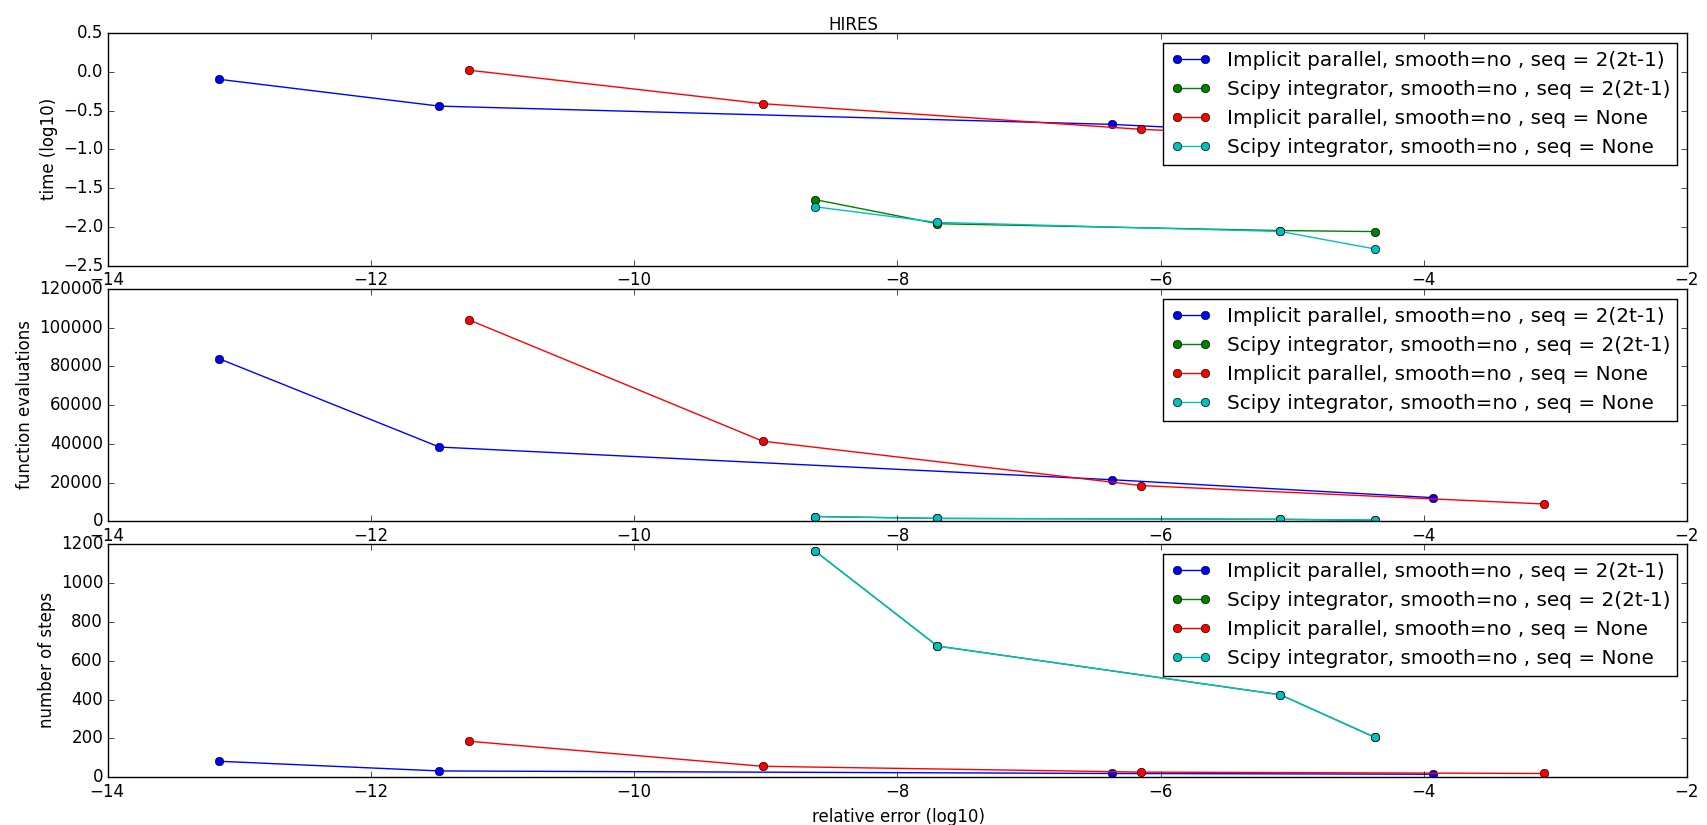 HIRES
0.5
0.0
−0.5
−1.0
−1.5
−2.0
−2.5
time (log10)
Implicit parallel, smooth=no , seq = 2(2t-1)
Scipy integrator, smooth=no , seq = 2(2t-1)
Implicit parallel, smooth=no , seq = None
Scipy integrator, smooth=no , seq = None
−14 −12 −10 −8 −6 −4 −2
120000
100000
80000
60000
40000
20000
0
function evaluations
Implicit parallel, smooth=no , seq = 2(2t-1)
Scipy integrator, smooth=no , seq = 2(2t-1)
Implicit parallel, smooth=no , seq = None
Scipy integrator, smooth=no , seq = None
−14 −12 −10 −8 −6 −4 −2
1200
1000
800
600
400
200
0
number of steps
Implicit parallel, smooth=no , seq = 2(2t-1)
Scipy integrator, smooth=no , seq = 2(2t-1)
Implicit parallel, smooth=no , seq = None
Scipy integrator, smooth=no , seq = None
−14 −12 −10 −8 −6 −4 −2
relative error (log10)